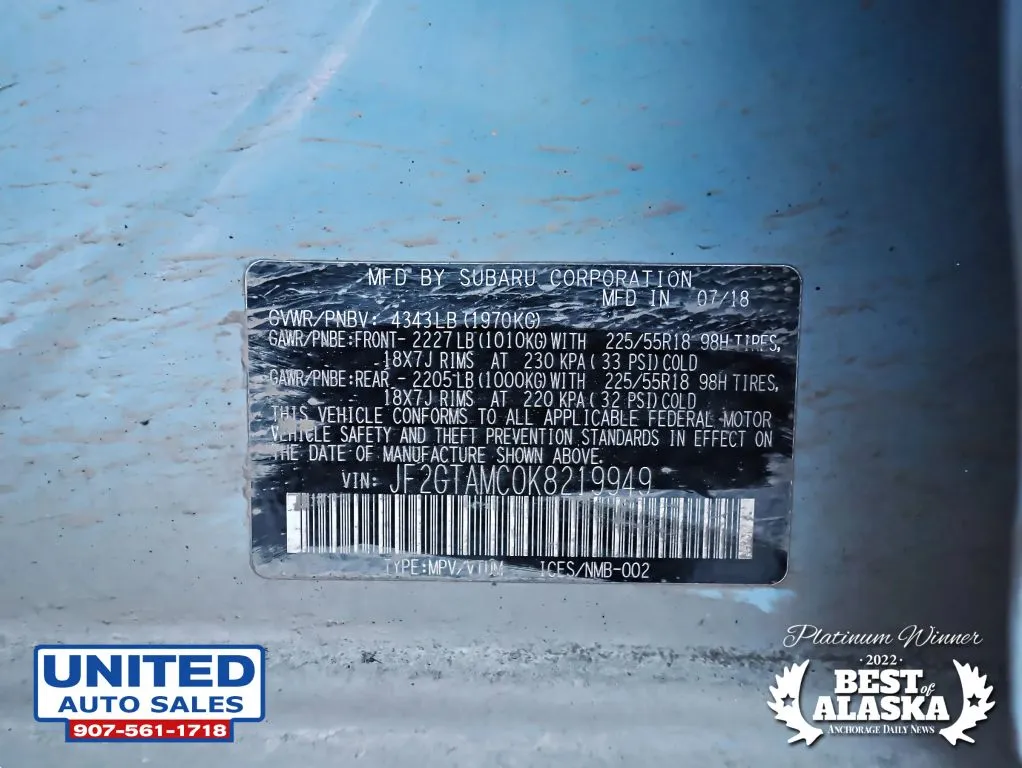 MFD BY SUBARU CORPORATION
MFD IN 07/18
GVWR/PNBV: 4343LB(1970KG)
GAWR/PNBE:FRONT- 2227LB(1010KG)WITH 225/55R18 98H TIRES,
18X7J RIMS AT 230 KPA( 33 PSI)COLD
GAWR/PNBE:REAR - 2205LB(1000KG)WITH 225/55R18 98H TIRES,
18X7J RIMS AT 220 KPA( 32 PSI)COLD
THIS VEHICLE CONFORMS TO ALL APPLICABLE FEDERAL MOTOR
VEHICLE SAFETY AND THEFT PREVENTION STANDARDS IN EFFECT ON
THE DATE OF MANUFACTURE SHOWN ABOVE.
VIN: JF2GTAMC0K8219949
TYPE:MPV/VTUM ICES/NMB-002
UNITED
AUTO SALES
907-561-1718
Platinum Winner
·2022·
BEST of
ALASKA
ANCHORAGE DAILY NEWS